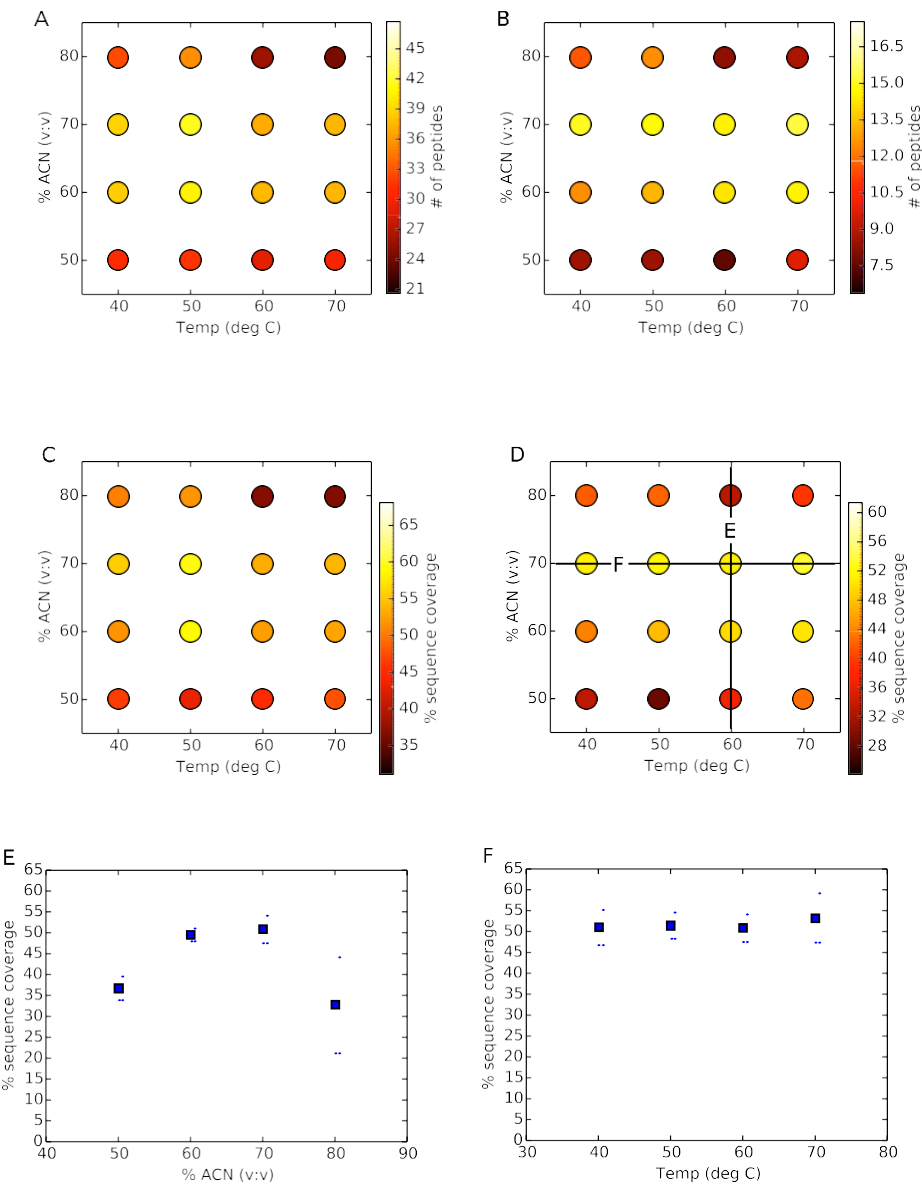 A
80
70
60
50
% ACN (v:v)
40 50 60 70
Temp (deg C)
45
42
39
36
33
30
27
24
21
# of peptides
B
80
70
60
50
% ACN (v:v)
40 50 60 70
Temp (deg C)
16.5
15.0
13.5
12.0
10.5
9.0
7.5
# of peptides
C
80
70
60
50
% ACN (v:v)
40 50 60 70
Temp (deg C)
65
60
55
50
45
40
35
% sequence coverage
D
80
70
60
50
% ACN (v:v)
E
F
40 50 60 70
Temp (deg C)
60
56
52
48
44
40
36
32
28
% sequence coverage
E
65
60
55
50
45
40
35
30
25
20
15
10
5
0
% sequence coverage
40 50 60 70 80 90
% ACN (v:v)
F
65
60
55
50
45
40
35
30
25
20
15
10
5
0
% sequence coverage
30 40 50 60 70 80
Temp (deg C)